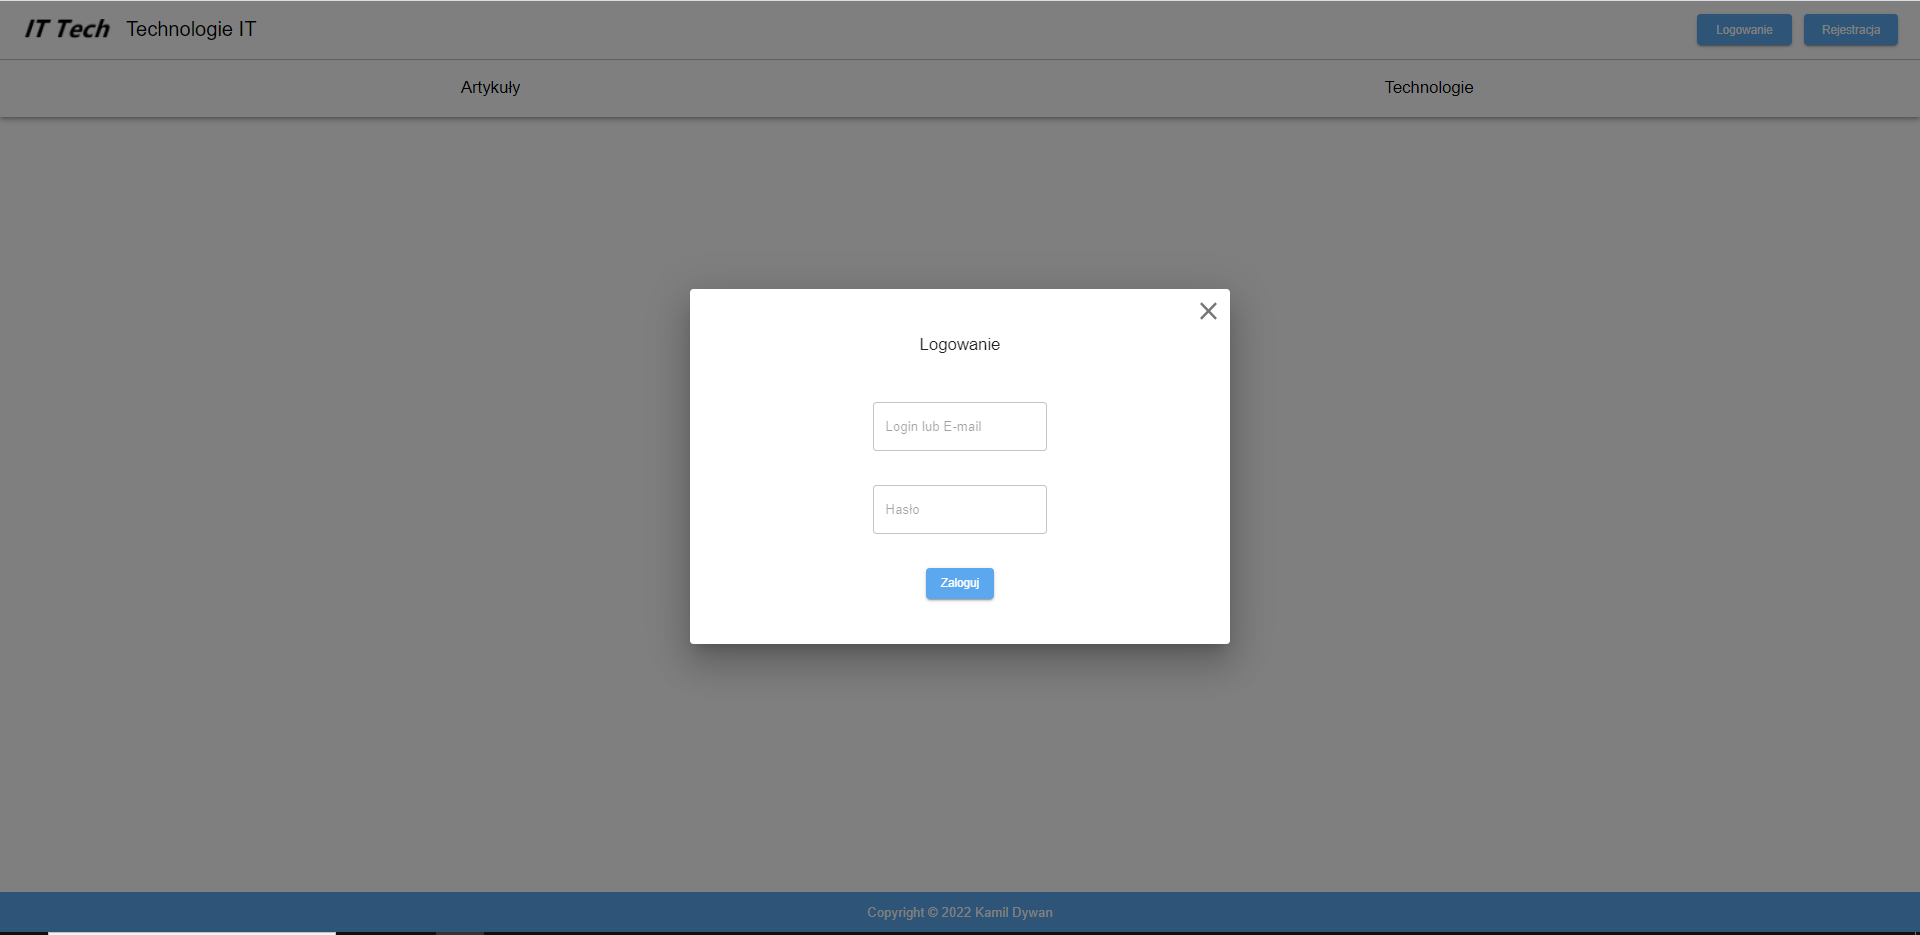 IT Tech Technologie IT Logowanie Rejestracja
Artykuły Technologie
Logowanie
Login lub E-mail
Hasło
Zaloguj
Copyright © 2022 Kamil Dywan